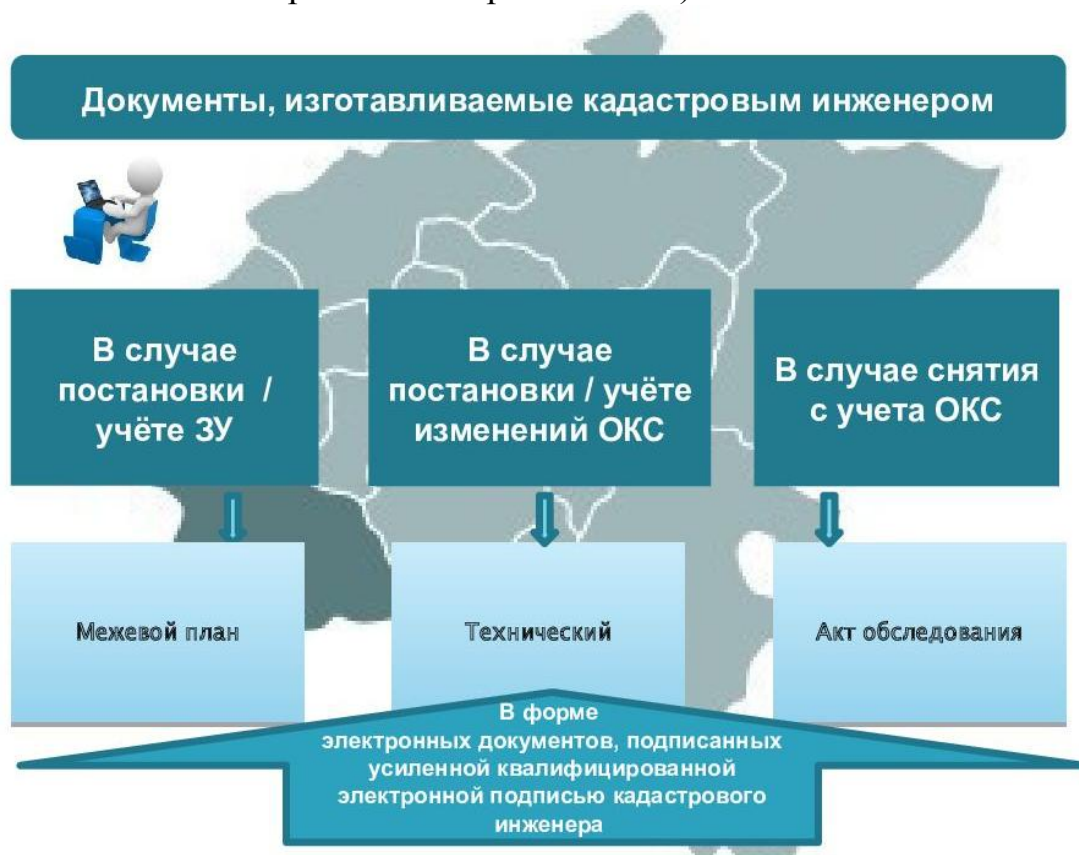 Документы, изготавливаемые кадастровым инженером
В случае
постановки /
учёте ЗУ
В случае
постановки / учёте
изменений ОКС
В случае снятия
с учета ОКС
Межевой план
Технический
Акт обследования
В форме
электронных документов, подписанных
усиленной квалифицированной
электронной подписью кадастрового
инженера